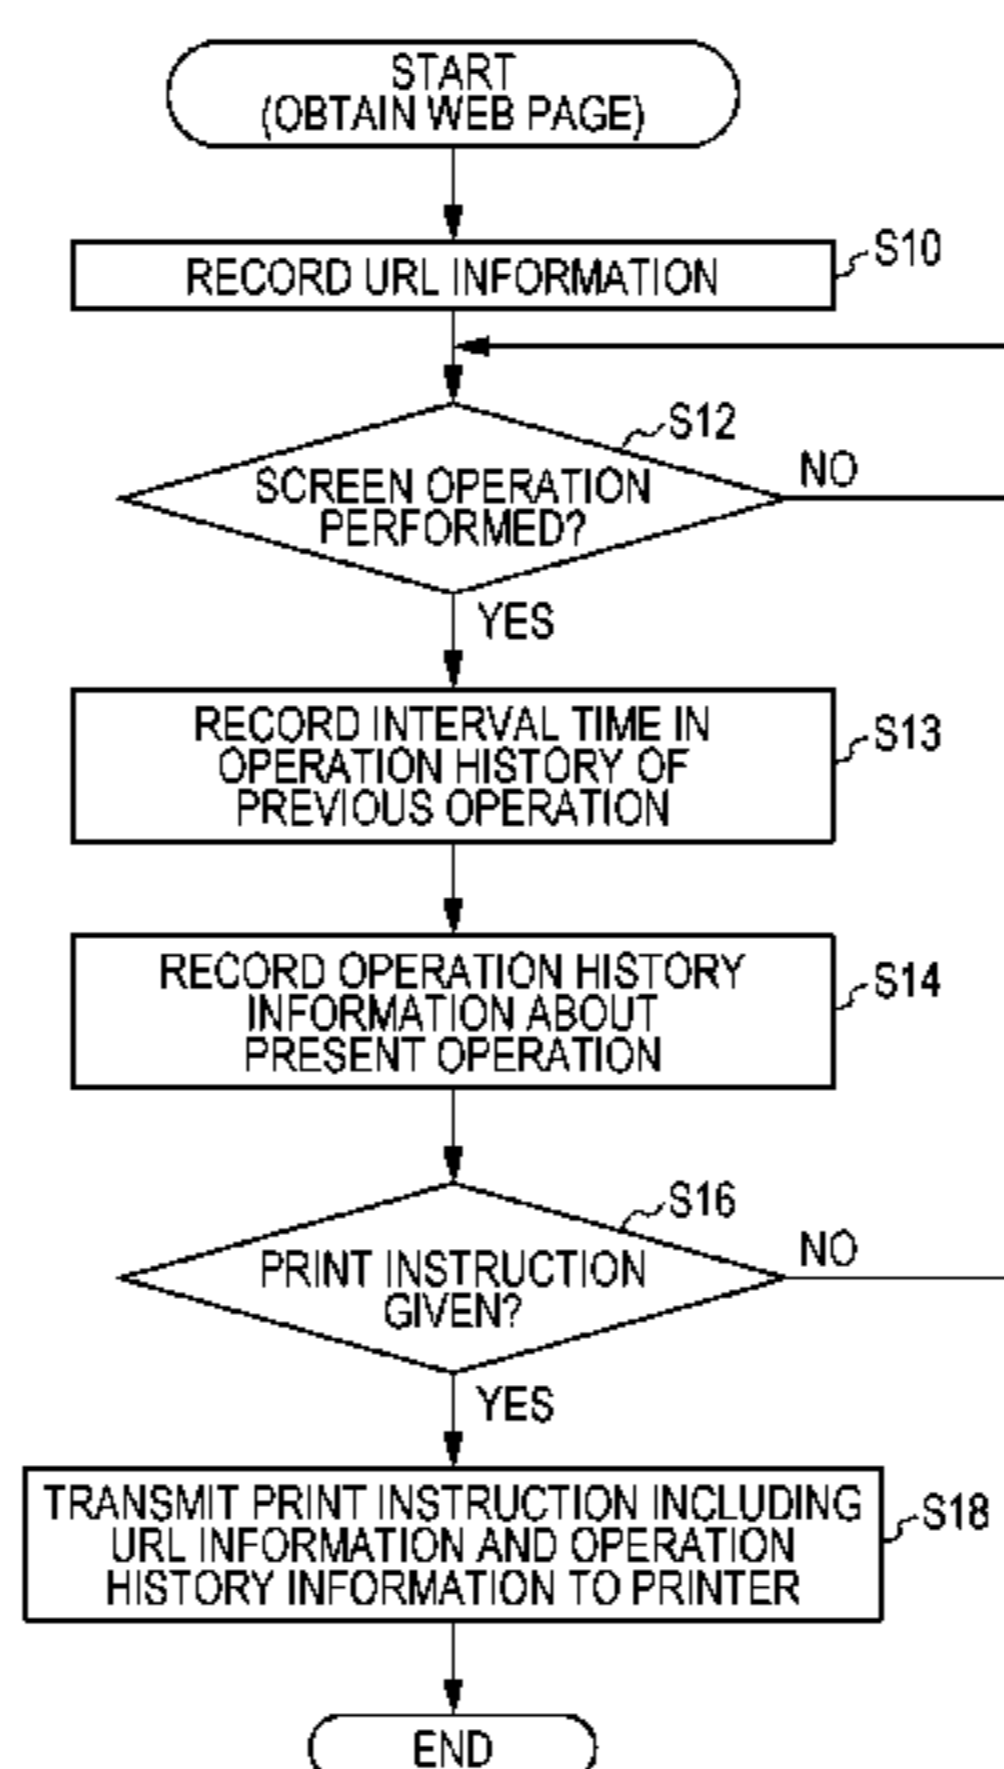 START
(OBTAIN WEB PAGE)
RECORD URL INFORMATION
S10
S12
SCREEN OPERATION
PERFORMED?
NO
YES
RECORD INTERVAL TIME IN
OPERATION HISTORY OF
PREVIOUS OPERATION
S13
RECORD OPERATION HISTORY
INFORMATION ABOUT
PRESENT OPERATION
S14
S16
PRINT INSTRUCTION
GIVEN?
NO
YES
TRANSMIT PRINT INSTRUCTION INCLUDING
URL INFORMATION AND OPERATION
HISTORY INFORMATION TO PRINTER
S18
END